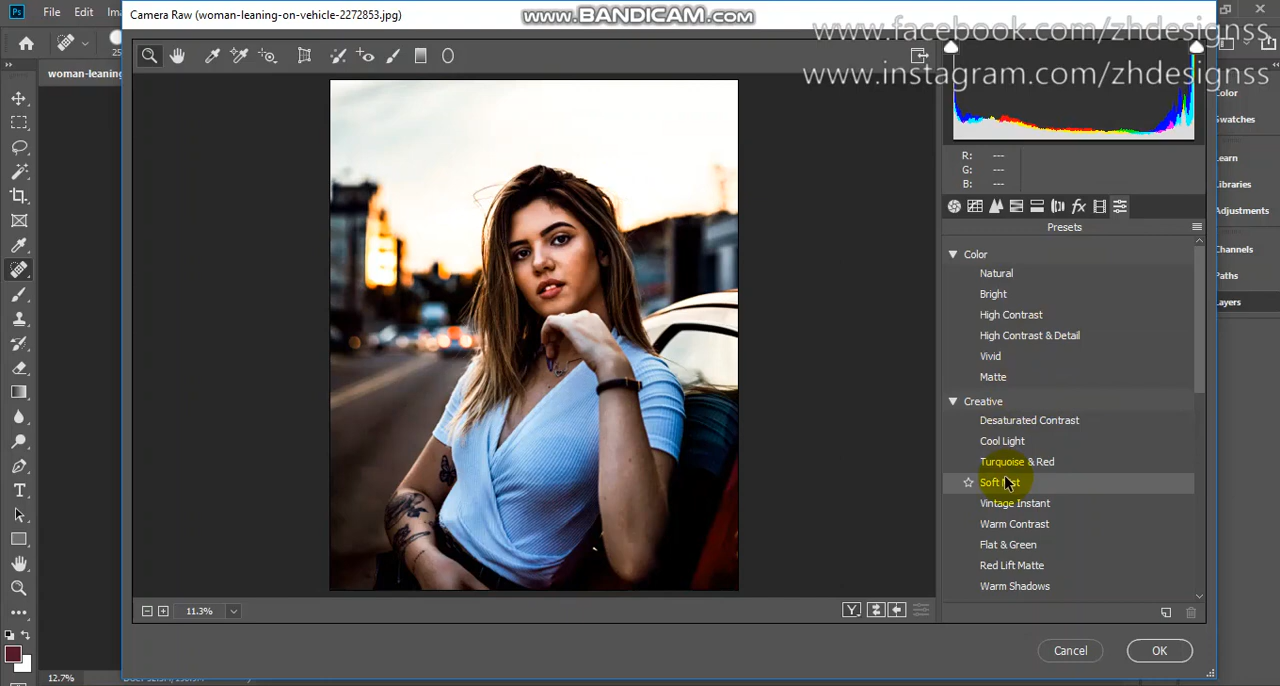 Camera Raw (woman-leaning-on-vehicle-2272853.jpg)
www.BANDICAM.com
Ps File Edit
www.facebook.com/zhdesignss
www.instagram.com/zhdesignss
woman-leaning
R: ---
G: ---
B: ---
Presets
Color
Natural
Bright
High Contrast
High Contrast & Detail
Vivid
Matte
Creative
Desaturated Contrast
Cool Light
Turquoise & Red
Soft Mist
Vintage Instant
Warm Contrast
Flat & Green
Red Lift Matte
Warm Shadows
Color
Swatches
Learn
Libraries
Adjustments
Channels
Paths
Layers
11.3%
Y
Cancel
OK
12.7%